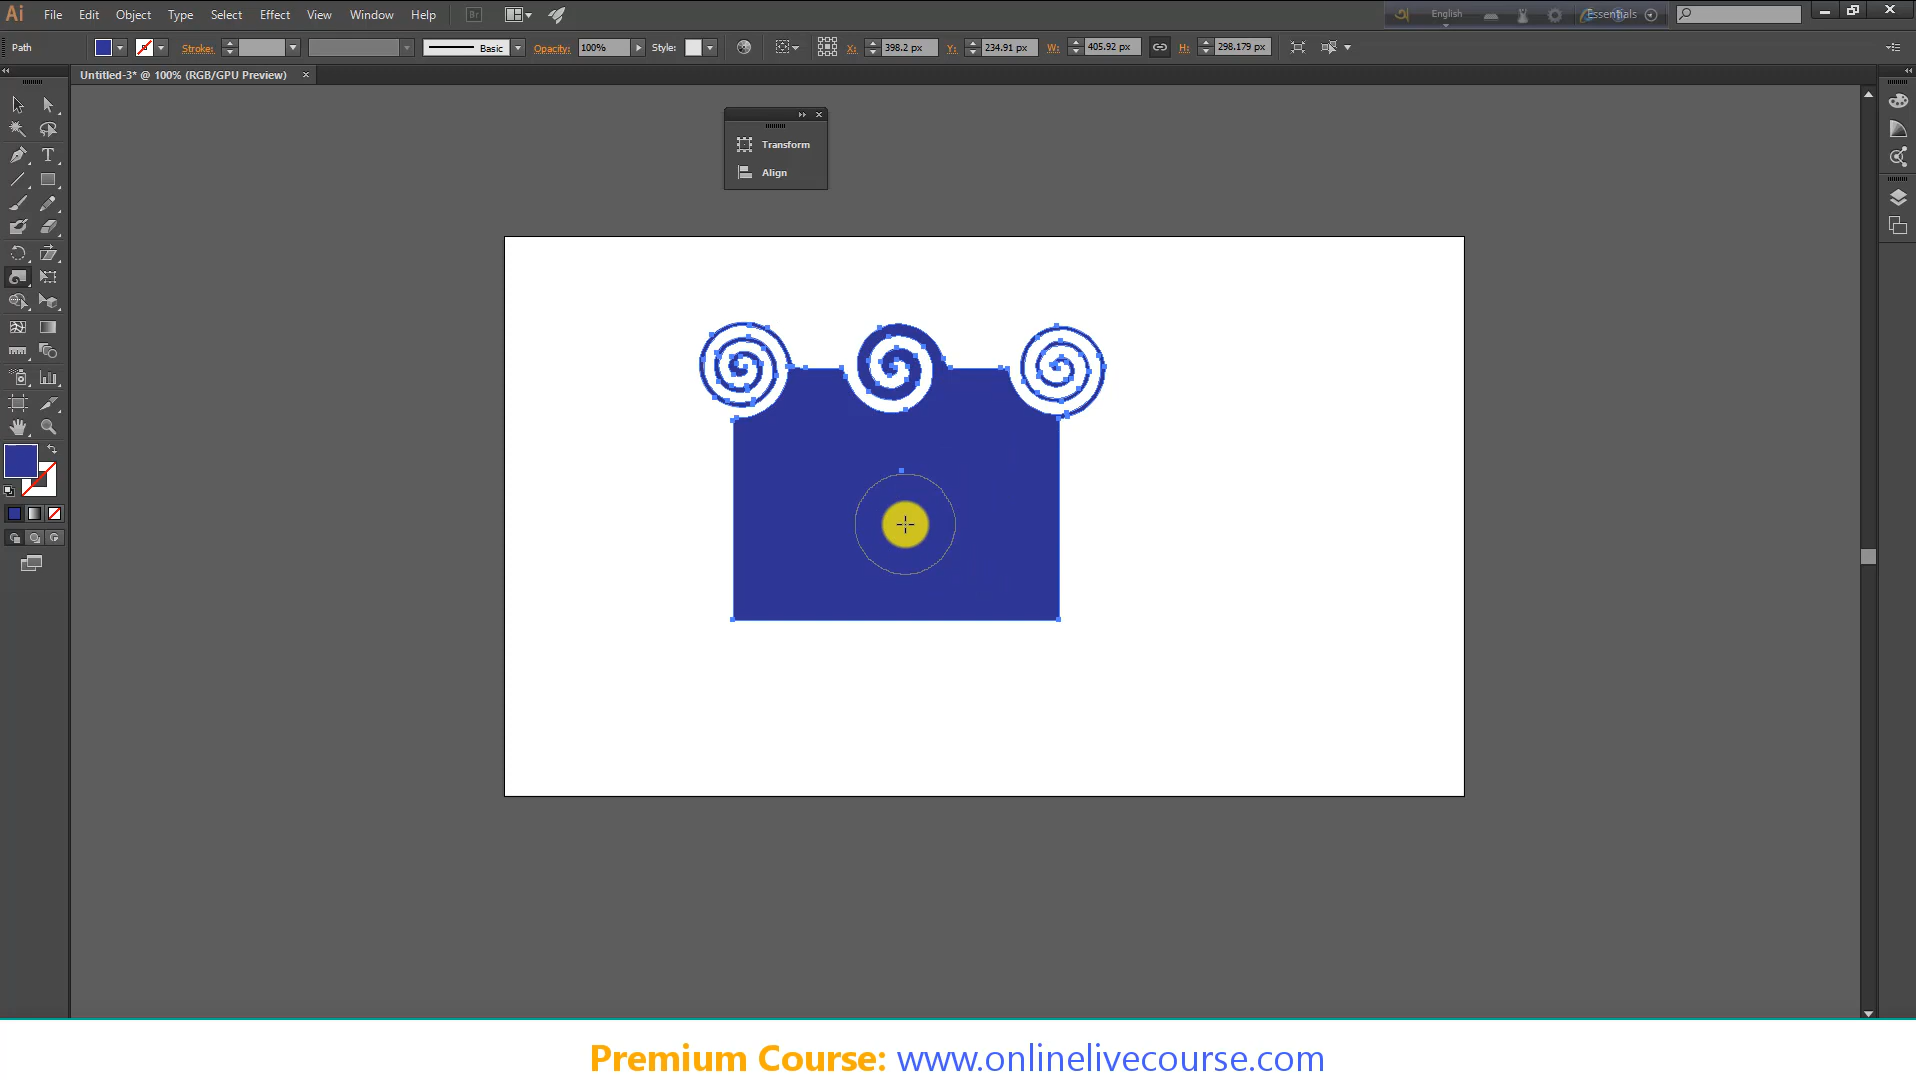 Ai File Edit Object Type Select Effect View Window Help Br English Essentials
Path Stroke: Basic Opacity: 100% Style: X: 398.2 px Y: 234.91 px W: 405.92 px H: 298.179 px
Untitled-3* @ 100% (RGB/GPU Preview)
Transform
Align
Premium Course: www.onlinelivecourse.com